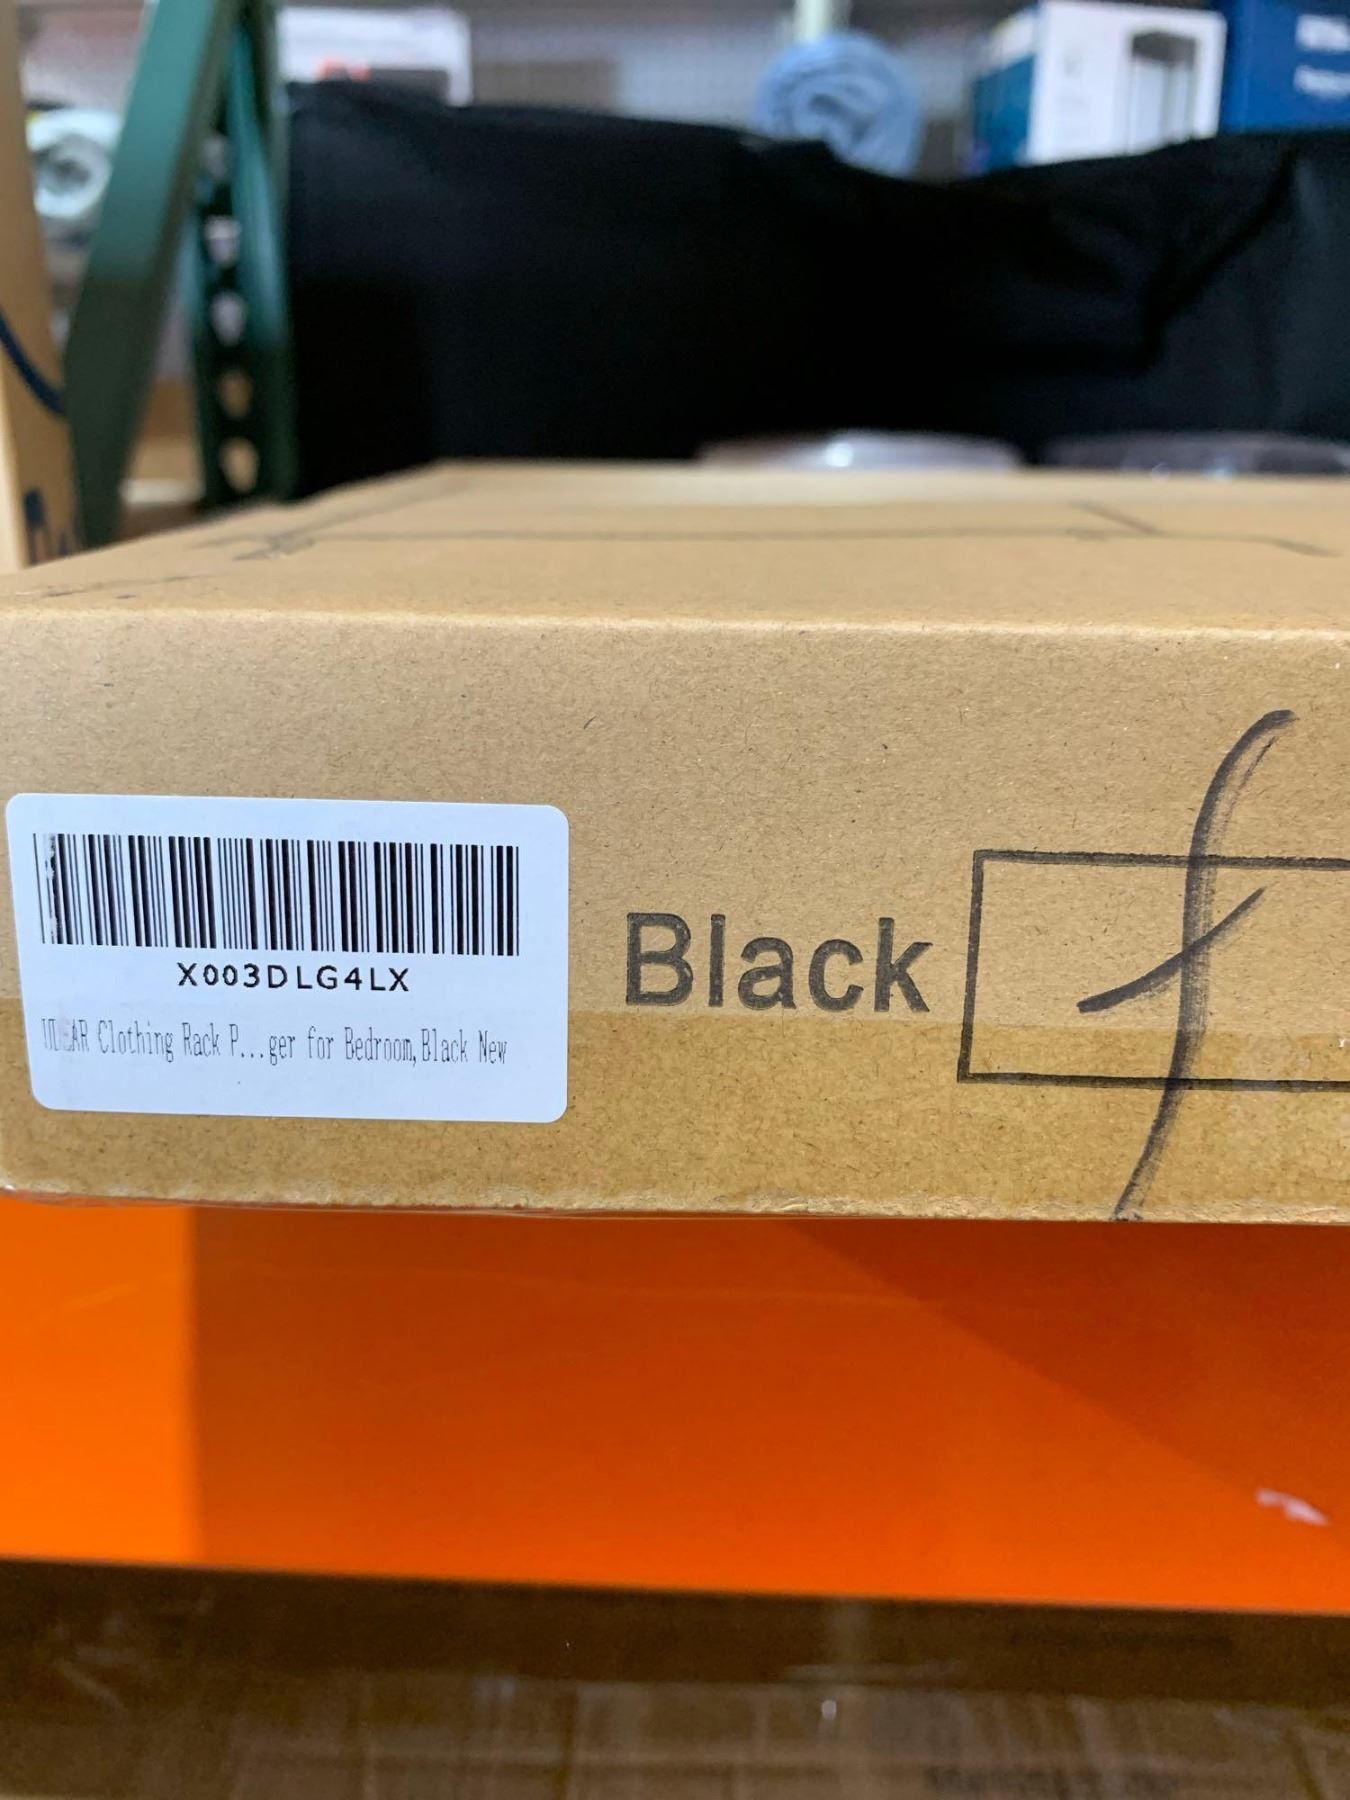 X003DLG4LX
Clothing Rack P...ger for Bedroom,Black New
Black